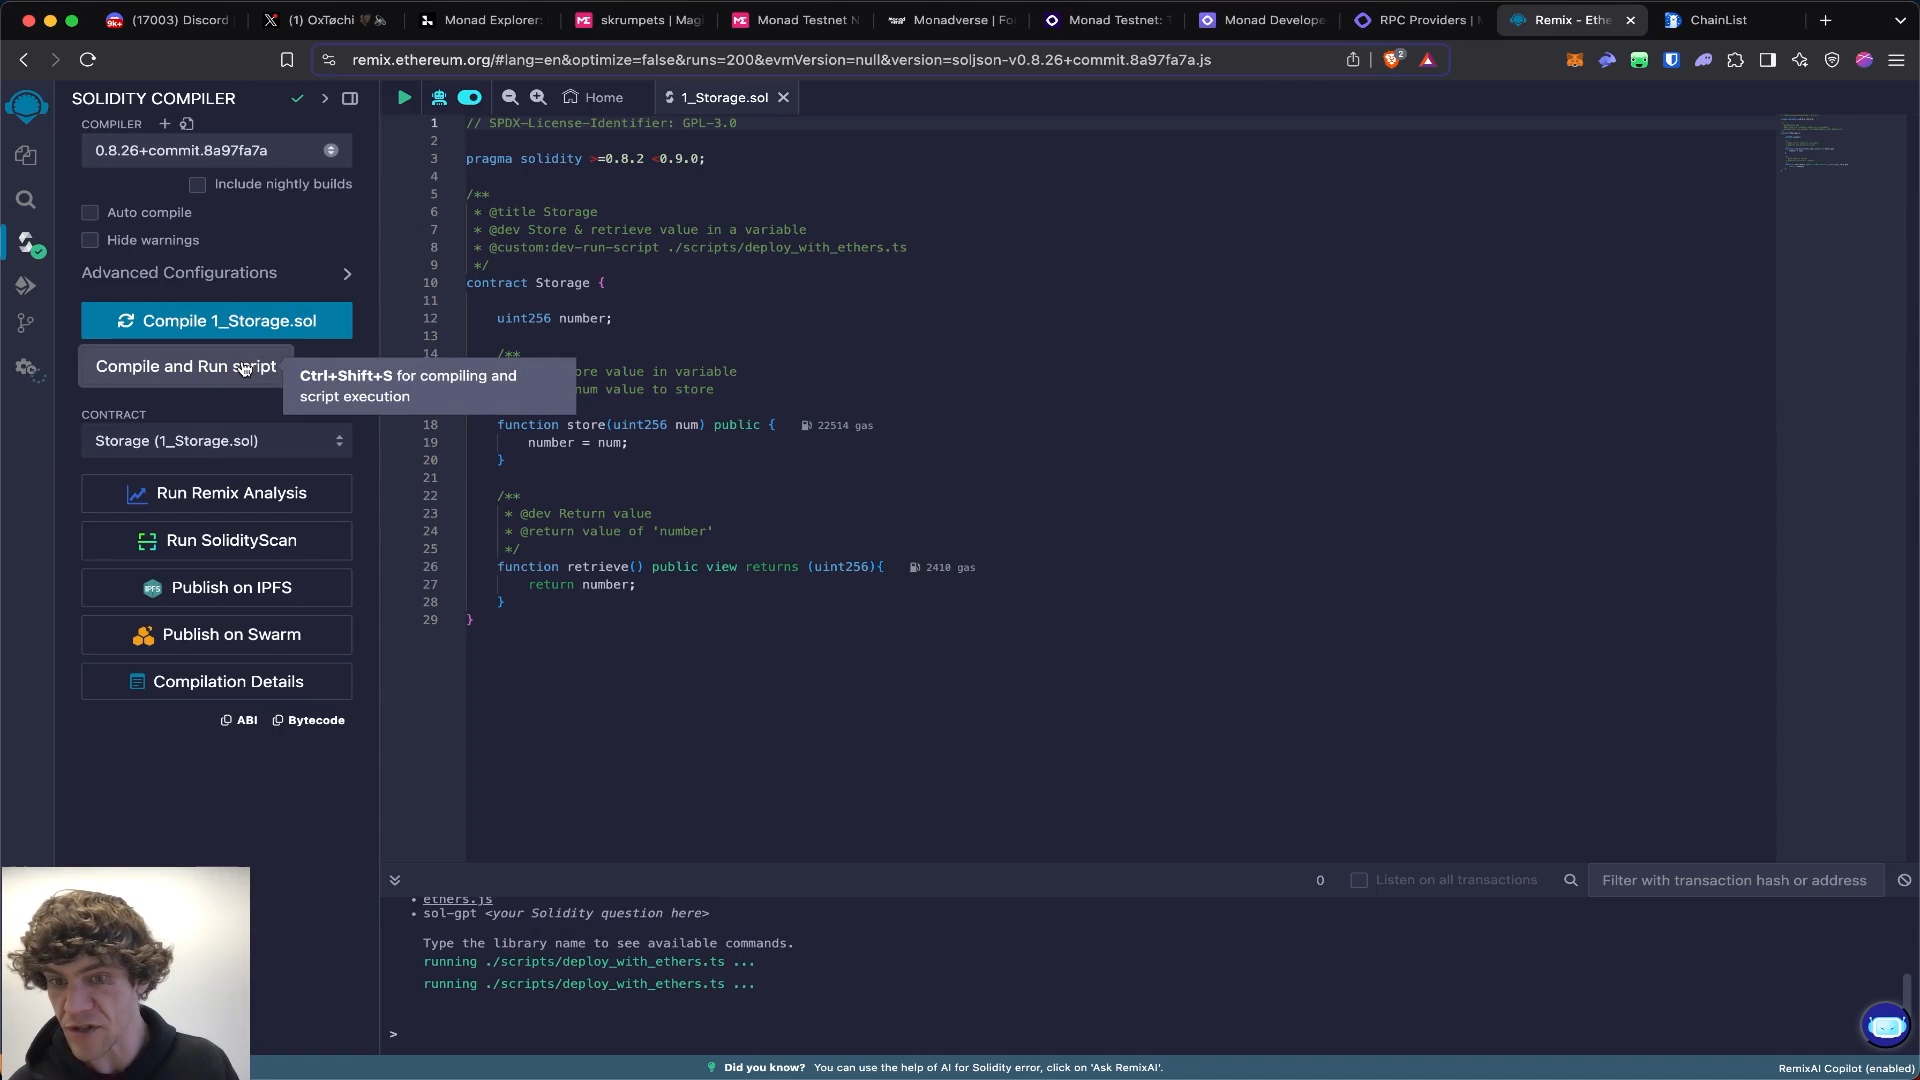 (17003) Discord
(1) OxTochi
Monad Explorer:
skrumpets | Magi
Monad Testnet N
Monadverse | For
Monad Testnet: T
Monad Develope
RPC Providers |
Remix - Ethe
ChainList
remix.ethereum.org/#lang=en&optimize=false&runs=200&evmVersion=null&version=soljson-v0.8.26+commit.8a97fa7a.js
2
SOLIDITY COMPILER
COMPILER
0.8.26+commit.8a97fa7a
Include nightly builds
Auto compile
Hide warnings
Advanced Configurations
Compile 1_Storage.sol
Compile and Run script
Ctrl+Shift+S for compiling and
script execution
CONTRACT
Storage (1_Storage.sol)
Run Remix Analysis
Run SolidityScan
IPFS
Publish on IPFS
Publish on Swarm
Compilation Details
ABI
Bytecode
Home
1_Storage.sol
1 // SPDX-License-Identifier: GPL-3.0
2
3 pragma solidity >=0.8.2 <0.9.0;
4
5 /**
6 * @title Storage
7 * @dev Store & retrieve value in a variable
8 * @custom:dev-run-script ./scripts/deploy_with_ethers.ts
9 */
10 contract Storage {
11
12 uint256 number;
13
14 /**
ore value in variable
num value to store
18 function store(uint256 num) public { 22514 gas
19 number = num;
20 }
21
22 /**
23 * @dev Return value
24 * @return value of 'number'
25 */
26 function retrieve() public view returns (uint256){ 2410 gas
27 return number;
28 }
29 }
0
Listen on all transactions
Filter with transaction hash or address
• ethers.js
• sol-gpt <your Solidity question here>
Type the library name to see available commands.
running ./scripts/deploy_with_ethers.ts ...
running ./scripts/deploy_with_ethers.ts ...
>
Did you know? You can use the help of AI for Solidity error, click on 'Ask RemixAI'.
RemixAI Copilot (enabled)